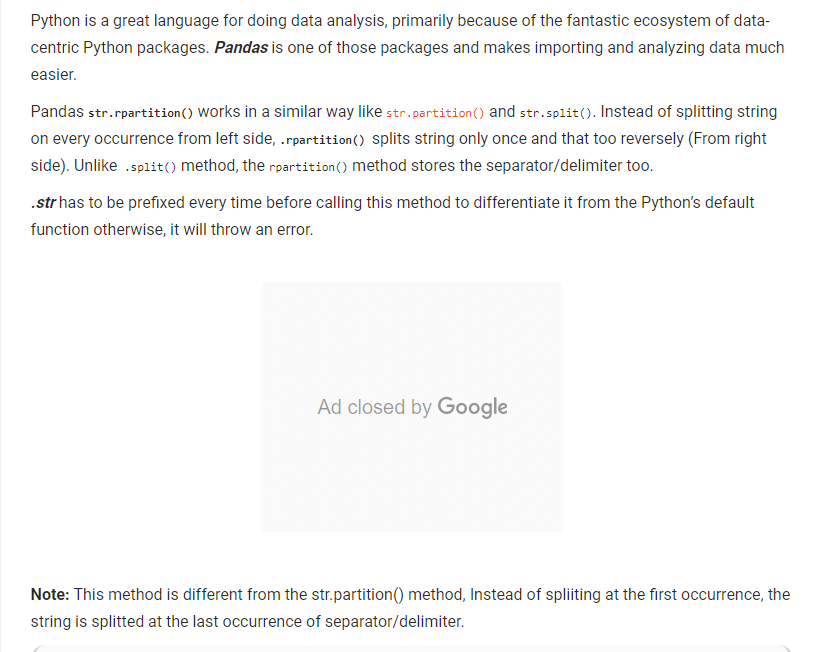 Python is a great language for doing data analysis, primarily because of the fantastic ecosystem of data-
centric Python packages. Pandas is one of those packages and makes importing and analyzing data much
easier.
Pandas str.rpartition() works in a similar way like str.partition() and str.split(). Instead of splitting string
on every occurrence from left side, .rpartition() splits string only once and that too reversely (From right
side). Unlike .split() method, the rpartition() method stores the separator/delimiter too.
.str has to be prefixed every time before calling this method to differentiate it from the Python's default
function otherwise, it will throw an error.
Ad closed by Google
Note: This method is different from the str.partition() method, Instead of spliiting at the first occurrence, the
string is splitted at the last occurrence of separator/delimiter.